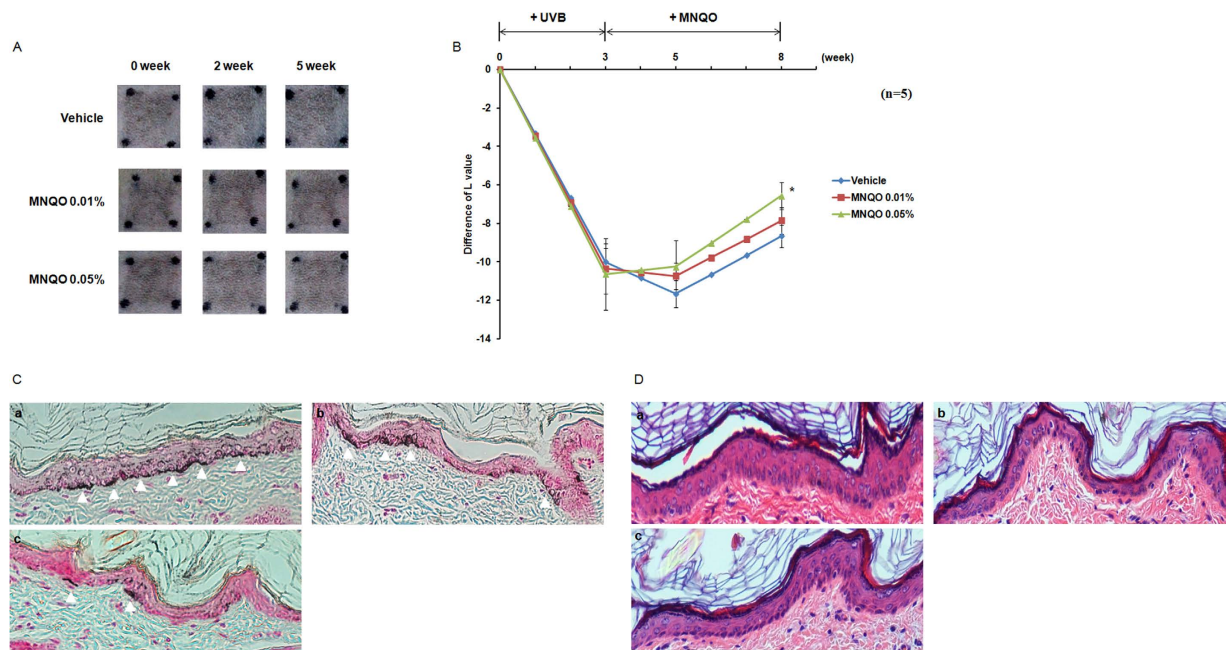 A
0 week 2 week 5 week
Vehicle
MNQO 0.01%
MNQO 0.05%
B
+ UVB + MNQO
0 3 5 8 (week)
0
-2
-4
-6
-8
-10
-12
-14
Difference of L value
(n=5)
*
Vehicle
MNQO 0.01%
MNQO 0.05%
C
a
b
c
D
a
b
c